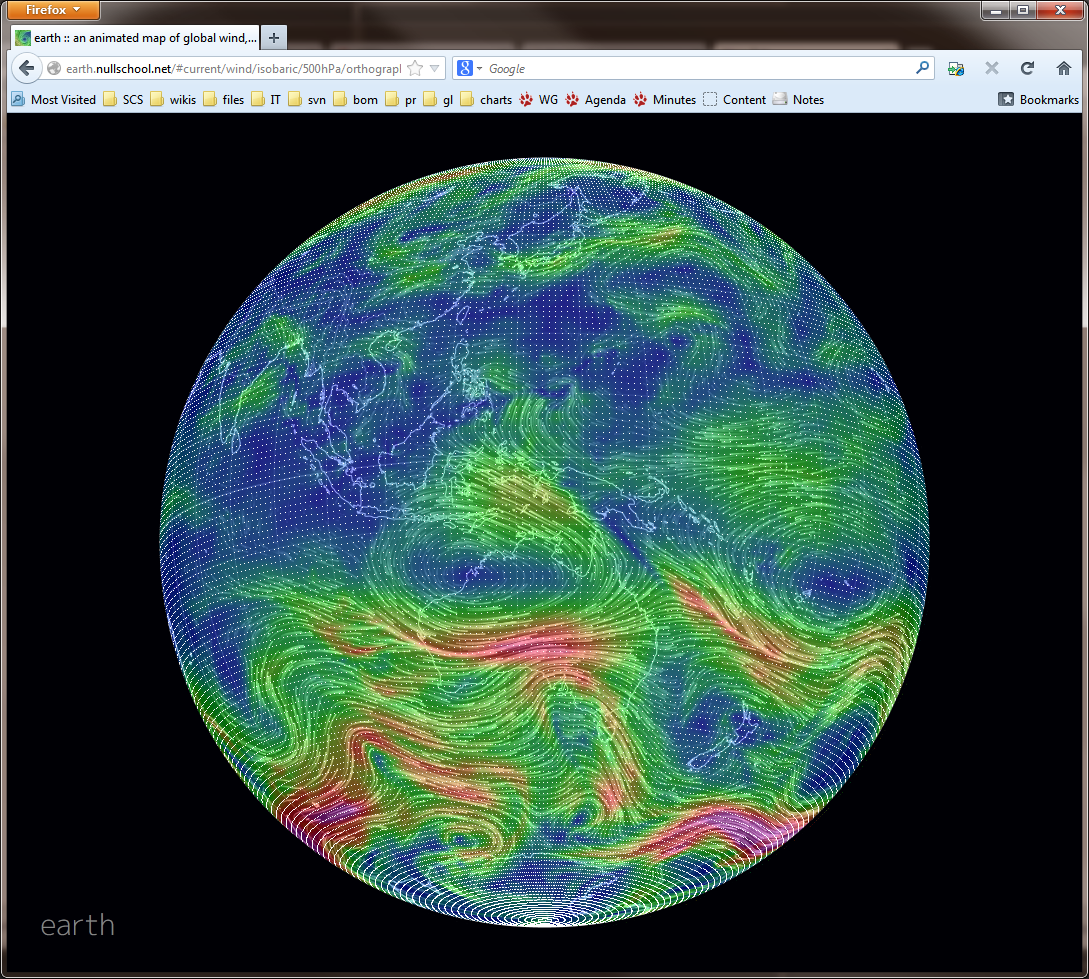 Firefox
earth :: an animated map of global wind,...
earth.nullschool.net/#current/wind/isobaric/500hPa/orthograpl
Google
Most Visited SCS wikis files IT svn bom pr gl charts WG Agenda Minutes Content Notes Bookmarks
earth